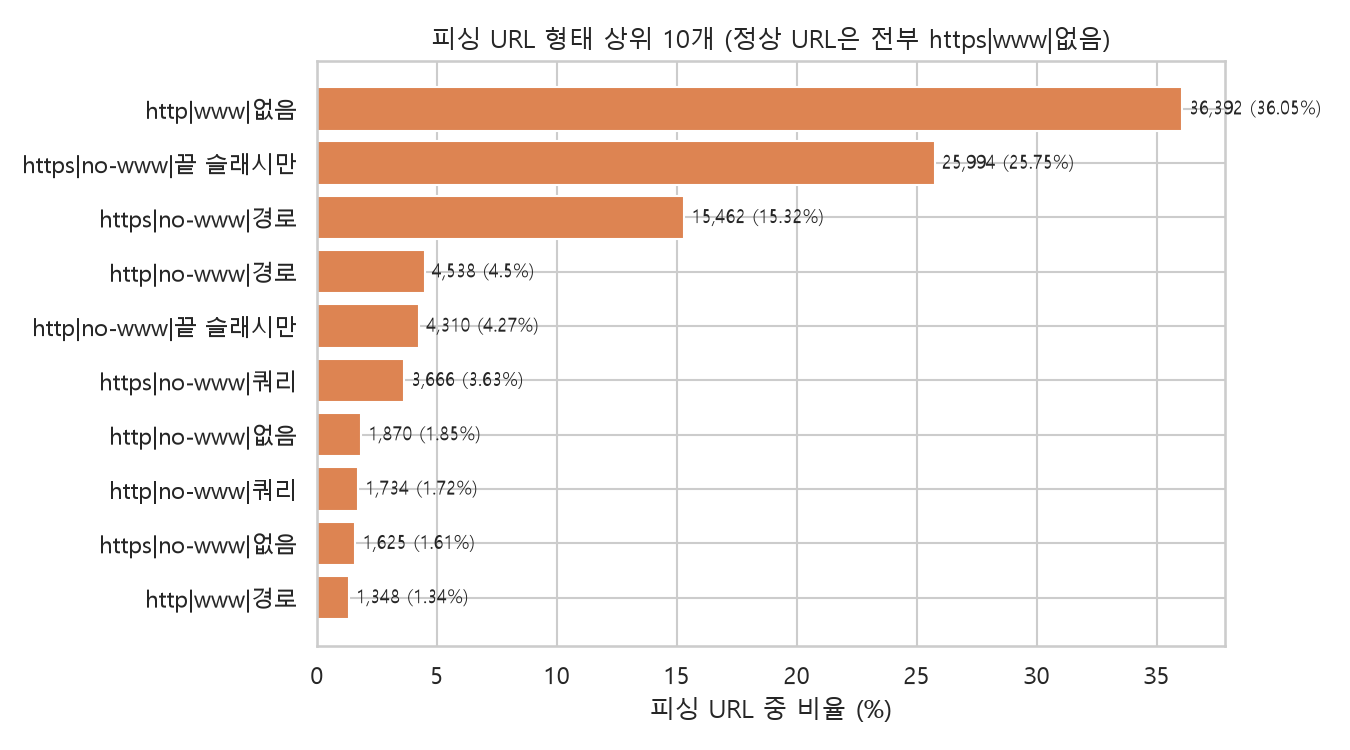 피싱 URL 형태 상위 10개 (정상 URL은 전부 https|www|없음)
http|www|없음 36,392 (36.05%)
https|no-www|끝 슬래시만 25,994 (25.75%)
https|no-www|경로 15,462 (15.32%)
http|no-www|경로 4,538 (4.5%)
http|no-www|끝 슬래시만 4,310 (4.27%)
https|no-www|쿼리 3,666 (3.63%)
http|no-www|없음 1,870 (1.85%)
http|no-www|쿼리 1,734 (1.72%)
https|no-www|없음 1,625 (1.61%)
http|www|경로 1,348 (1.34%)
0 5 10 15 20 25 30 35
피싱 URL 중 비율 (%)